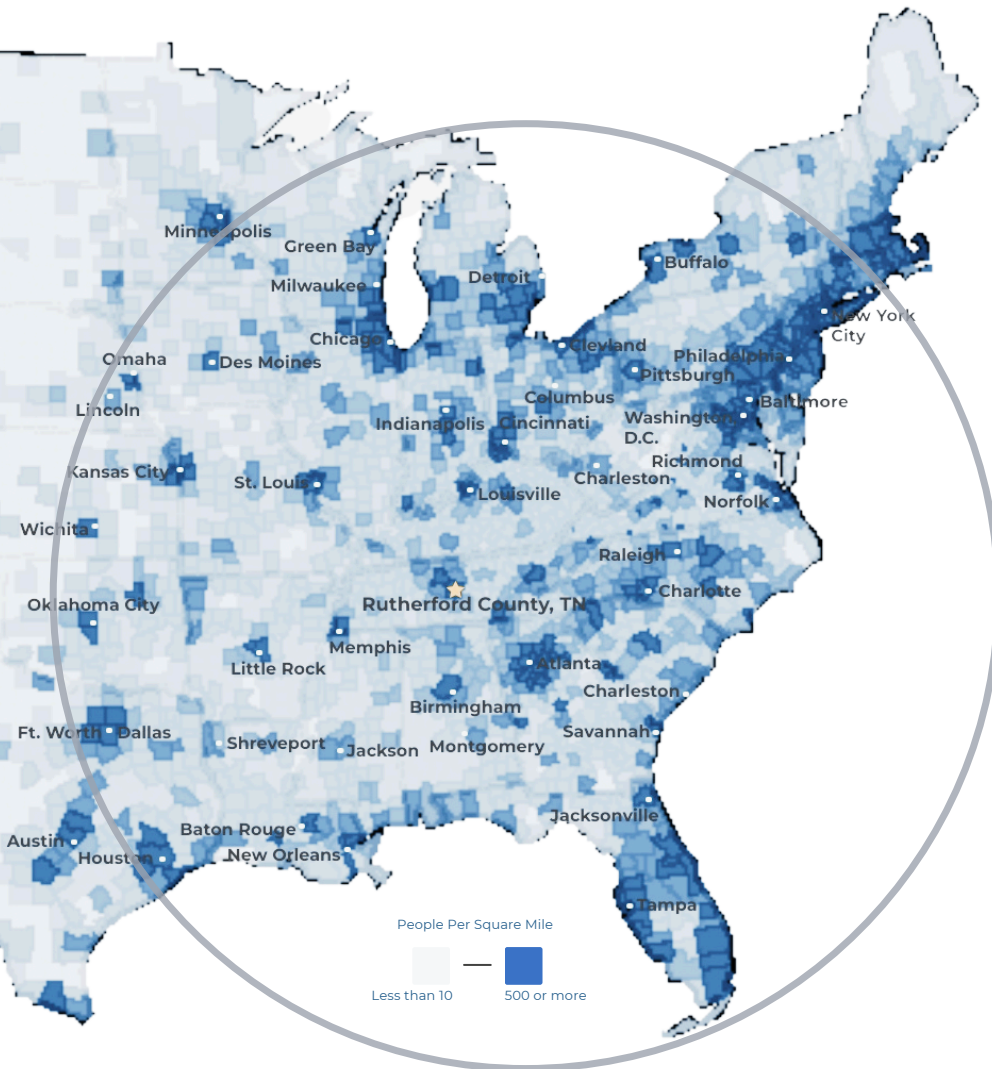 Minneapolis
Green Bay
Buffalo
Detroit
Milwaukee
New York
City
Chicago
Clevland
Philadelphia
Omaha
Des Moines
Pittsburgh
Columbus
Baltimore
Lincoln
Indianapolis
Cincinnati
Washington
D.C.
Richmond
Kansas City
St. Louis
Charleston
Louisville
Norfolk
Wichita
Raleigh
Charlotte
Oklahoma City
Rutherford County, TN
Memphis
Little Rock
Atlanta
Charleston
Birmingham
Ft. Worth
Dallas
Shreveport
Jackson
Montgomery
Savannah
Jacksonville
Baton Rouge
Austin
Houston
New Orleans
Tampa
People Per Square Mile
Less than 10
500 or more